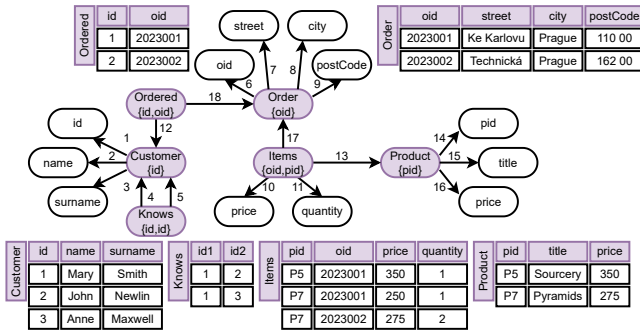 Ordered
id oid
1 2023001
2 2023002
street
city
oid
postCode
7
8
6
9
Order
oid street city postCode
2023001 Ke Karlovu Prague 110 00
2023002 Technická Prague 162 00
Ordered
{id,oid}
18
Order
{oid}
id
12
17
1
name
2
Customer
{id}
surname
3
4
5
Knows
{id,id}
Items
{oid,pid}
13
10
11
price
quantity
Product
{pid}
14
pid
15
title
16
price
Customer
id name surname
1 Mary Smith
2 John Newlin
3 Anne Maxwell
Knows
id1 id2
1 2
1 3
Items
pid oid price quantity
P5 2023001 350 1
P7 2023001 250 1
P7 2023002 275 2
Product
pid title price
P5 Sourcery 350
P7 Pyramids 275